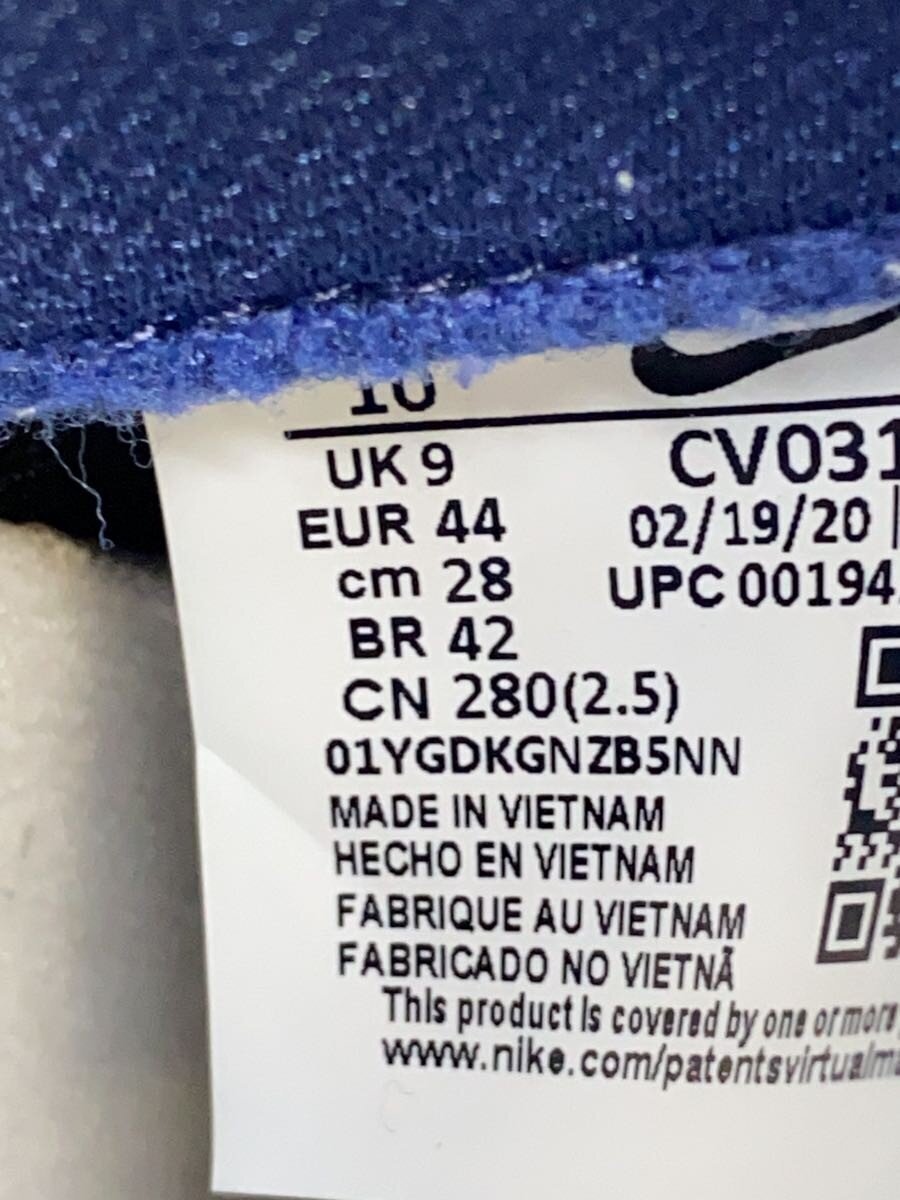 10
UK 9 CV031
EUR 44 02/19/20 |
cm 28 UPC 00194
BR 42
CN 280(2.5)
01YGDKGNZB5NN
MADE IN VIETNAM
HECHO EN VIETNAM
FABRIQUE AU VIETNAM
FABRICADO NO VIETNÃ
This product is covered by one or more
www.nike.com/patentsvirtualma